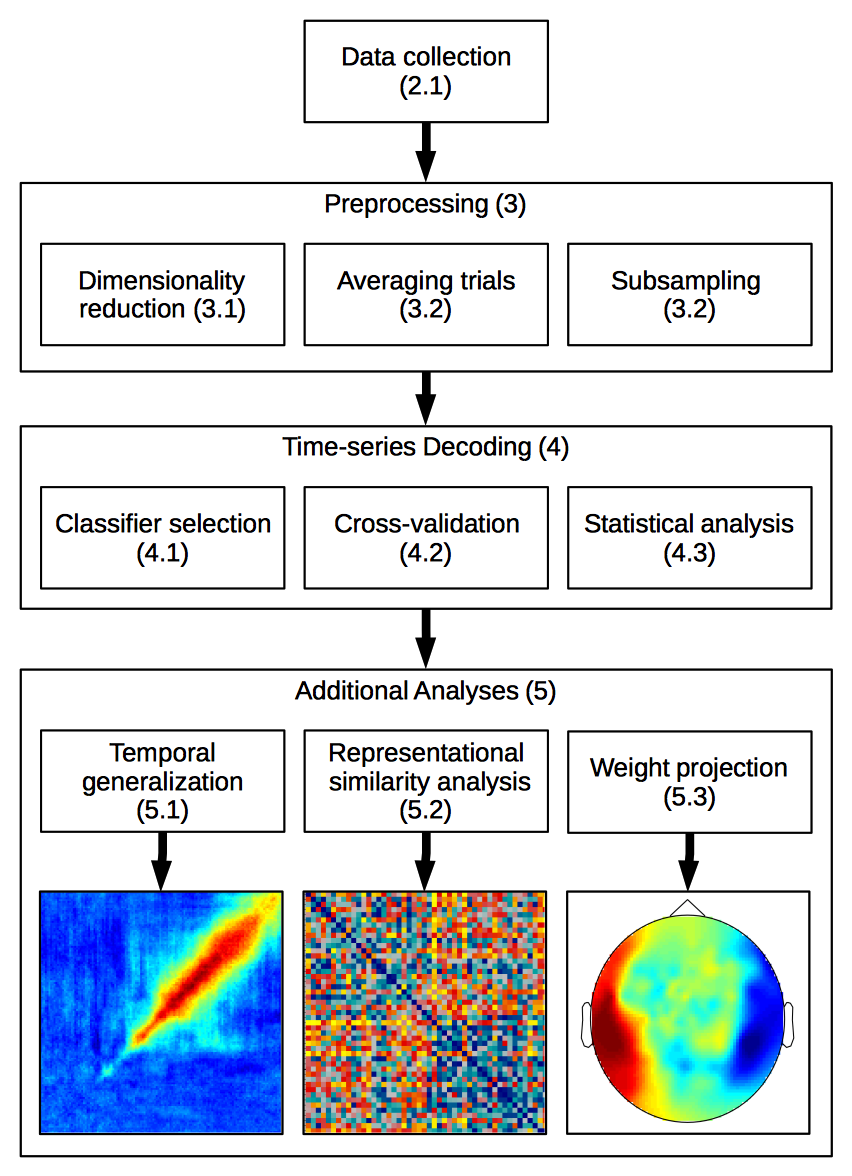 Data collection
(2.1)
Preprocessing (3)
Dimensionality
reduction (3.1)
Averaging trials
(3.2)
Subsampling
(3.2)
Time-series Decoding (4)
Classifier selection
(4.1)
Cross-validation
(4.2)
Statistical analysis
(4.3)
Additional Analyses (5)
Temporal
generalization
(5.1)
Representational
similarity analysis
(5.2)
Weight projection
(5.3)